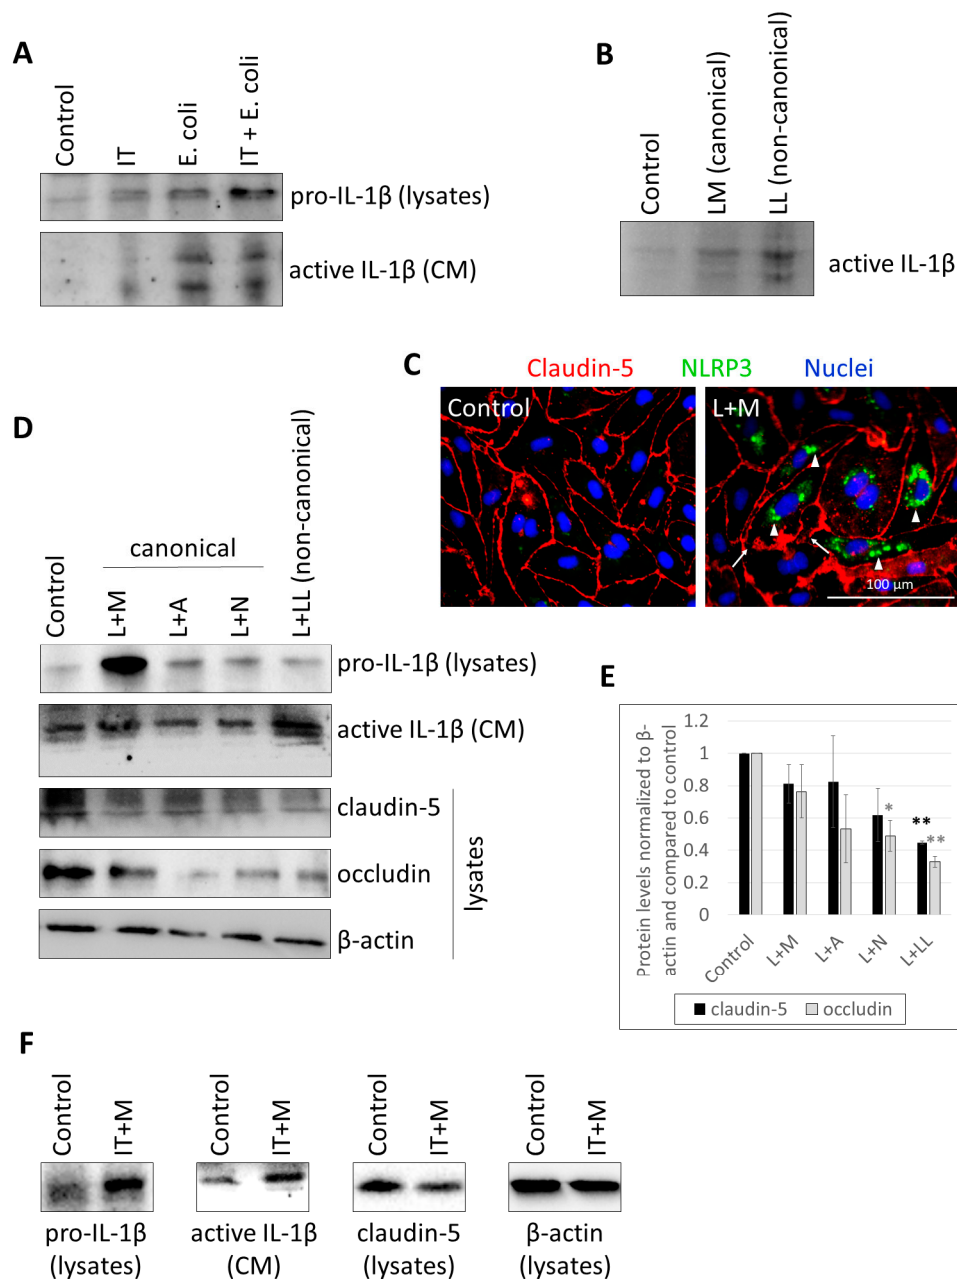 A
Control
IT
E. coli
IT + E. coli
pro-IL-1β (lysates)
active IL-1β (CM)
B
Control
LM (canonical)
LL (non-canonical)
active IL-1β
C
Claudin-5 NLRP3 Nuclei
Control
L+M
100 µm
D
canonical
Control
L+M
L+A
L+N
L+LL (non-canonical)
pro-IL-1β (lysates)
active IL-1β (CM)
claudin-5
occludin
β-actin
lysates
E
Protein levels normalized to β-
actin and compared to control
1.2
1
0.8
0.6
0.4
0.2
0
*
**
**
Control
L+M
L+A
L+N
L+LL
claudin-5 occludin
F
Control
IT+M
Control
IT+M
Control
IT+M
Control
IT+M
pro-IL-1β
(lysates)
active IL-1β
(CM)
claudin-5
(lysates)
β-actin
(lysates)